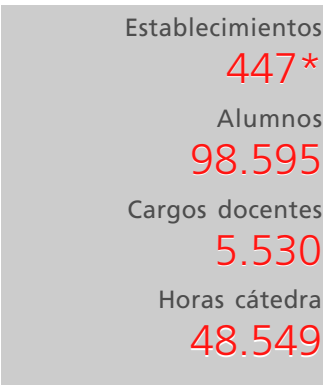 Establecimientos
447*
Alumnos
98.595
Cargos docentes
5.530
Horas cátedra
48.549